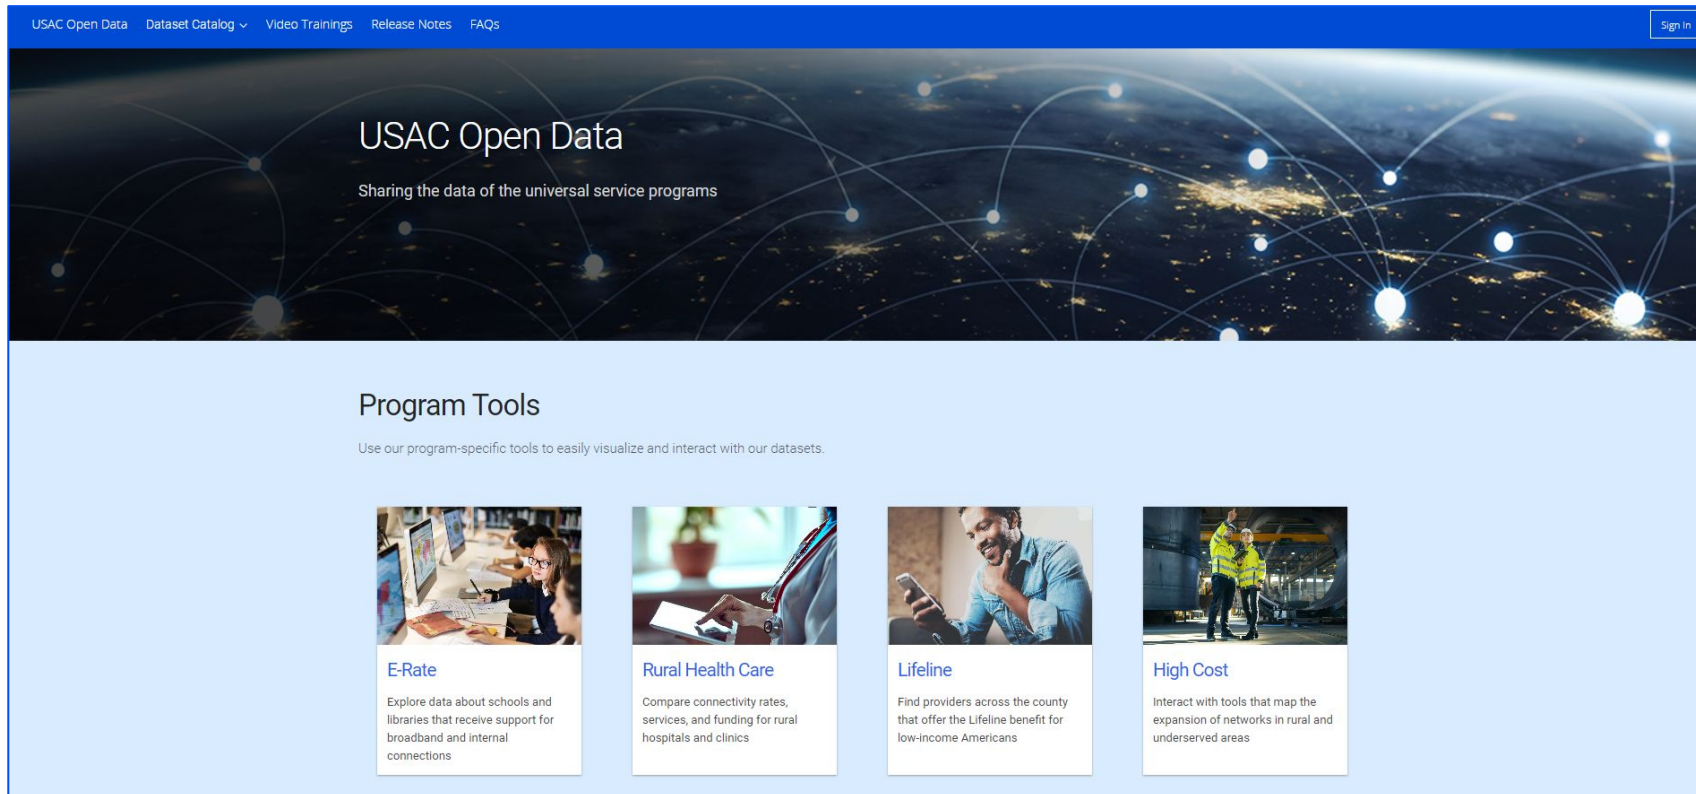 USAC Open Data Dataset Catalog Video Trainings Release Notes FAQs Sign In
USAC Open Data
Sharing the data of the universal service programs
Program Tools
Use our program-specific tools to easily visualize and interact with our datasets.
E-Rate
Explore data about schools and
libraries that receive support for
broadband and internal
connections
Rural Health Care
Compare connectivity rates,
services, and funding for rural
hospitals and clinics
Lifeline
Find providers across the county
that offer the Lifeline benefit for
low-income Americans
High Cost
Interact with tools that map the
expansion of networks in rural and
underserved areas